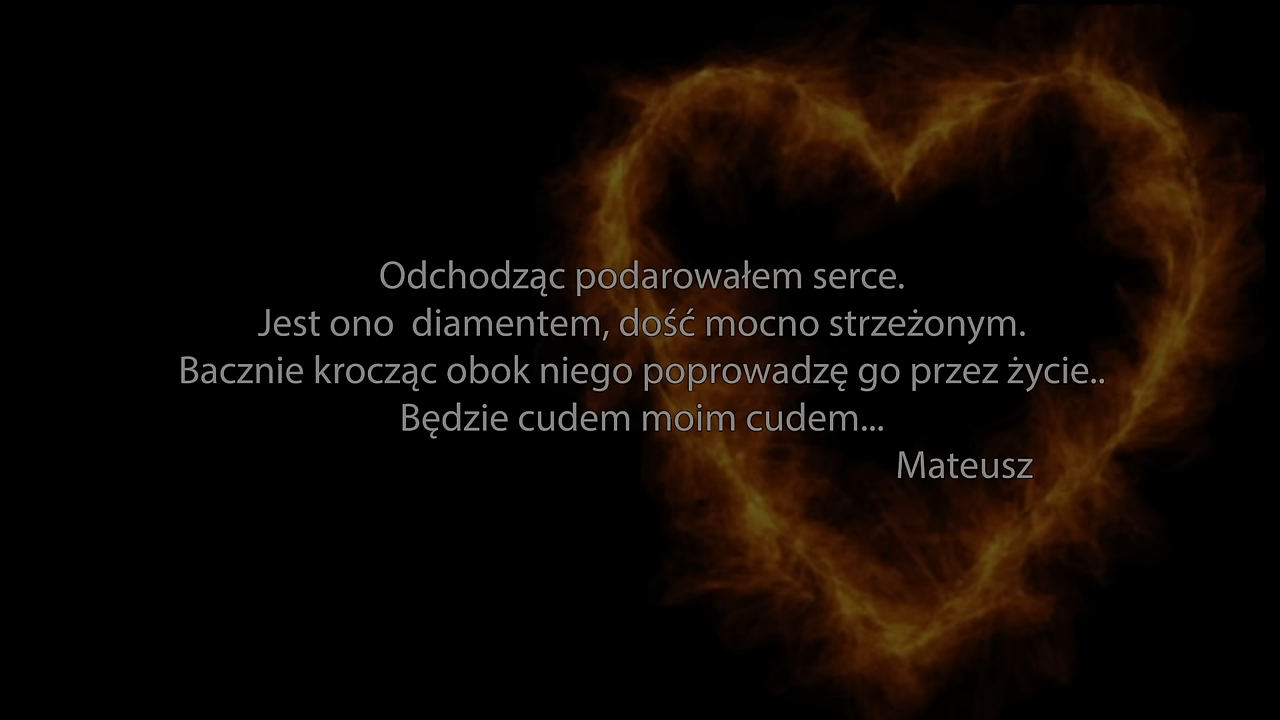 Odchodząc podarowałem serce.
Jest ono  diamentem, dość mocno strzeżonym.
Bacznie krocząc obok niego poprowadzę go przez życie..
Będzie cudem moim cudem...
Mateusz